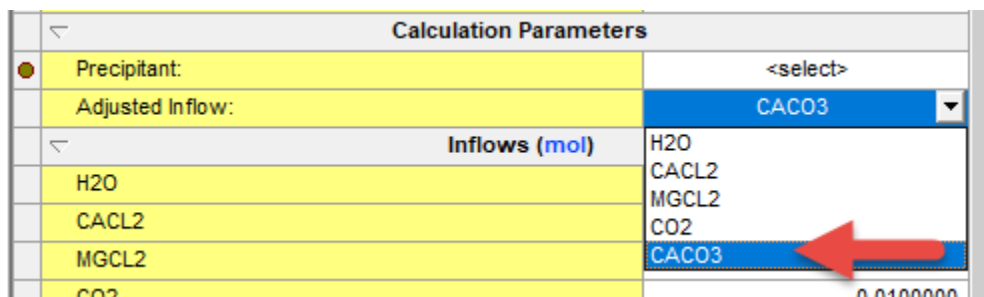 Calculation Parameters
Precipitant: <select>
Adjusted Inflow: CACO3
Inflows (mol)
H2O
CACL2
MGCL2
CO2
CACO3
H2O
CACL2
MGCL2
CO2 0.0100000